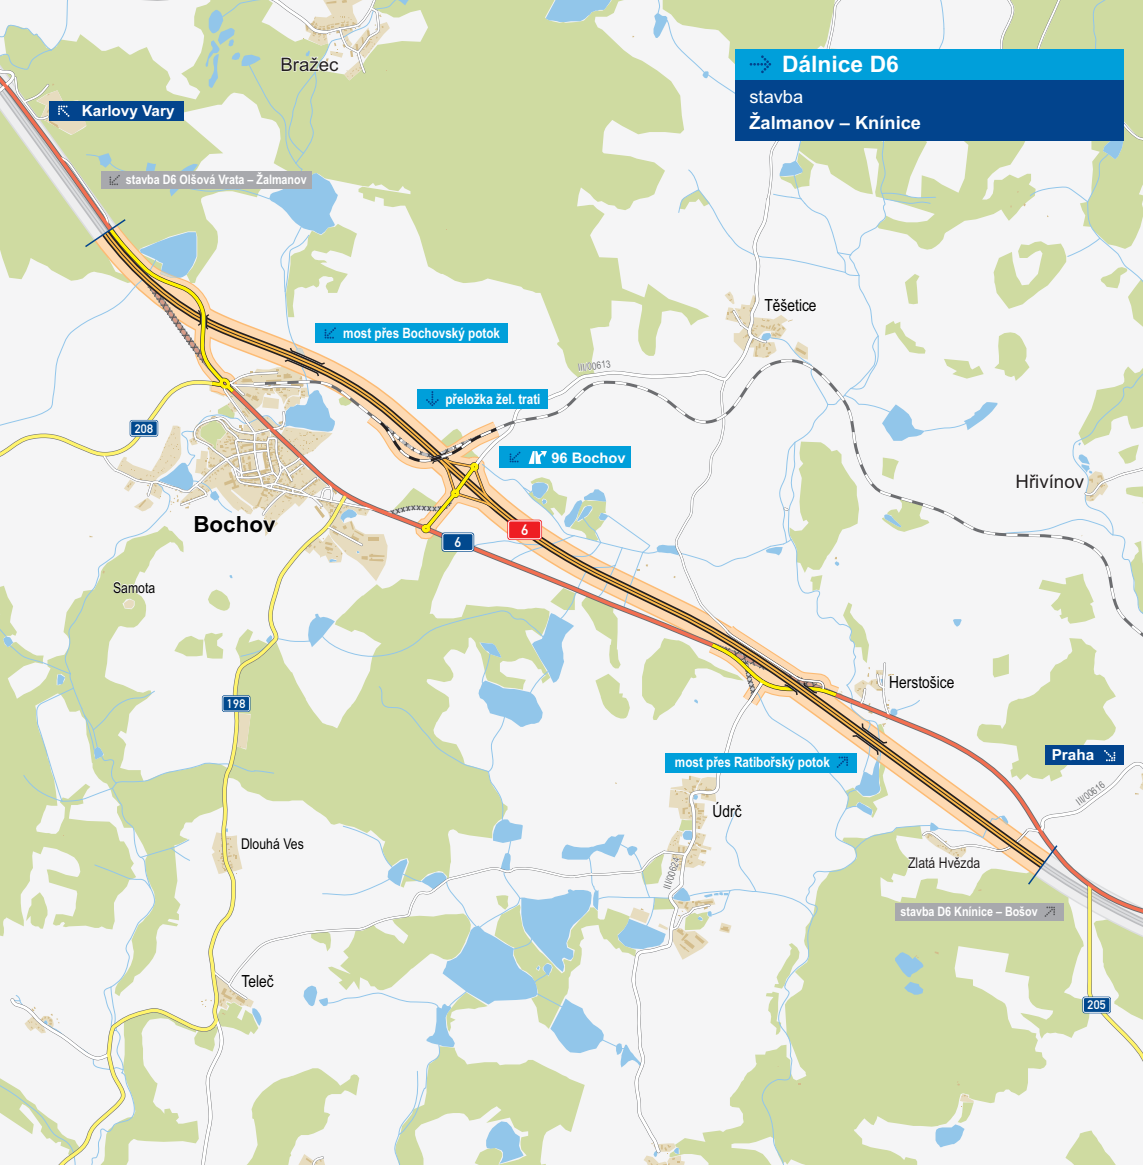 Bražec
Dálnice D6
stavba
Žalmanov – Knínice
Karlovy Vary
stavba D6 Olšová Vrata – Žalmanov
Těšetice
most přes Bochovský potok
III/00613
přeložka žel. trati
208
96 Bochov
Hřivínov
Bochov
6
6
Samota
Herstošice
198
Praha
most přes Ratibořský potok
III/00616
Údrč
Dlouhá Ves
Zlatá Hvězda
III/00624
stavba D6 Knínice – Bošov
Teleč
205